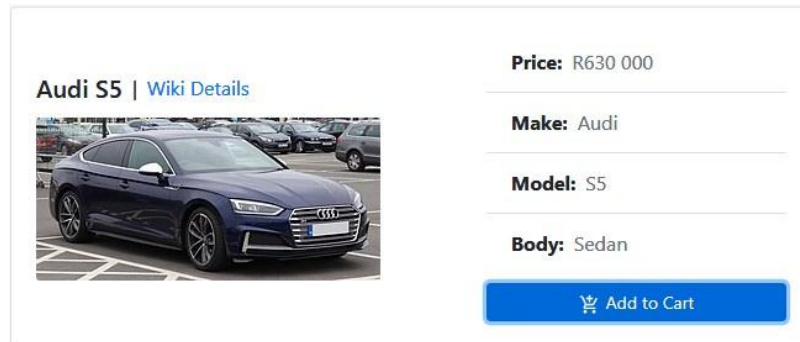 Audi S5 | Wiki Details
Price: R630 000
Make: Audi
Model: S5
Body: Sedan
Add to Cart